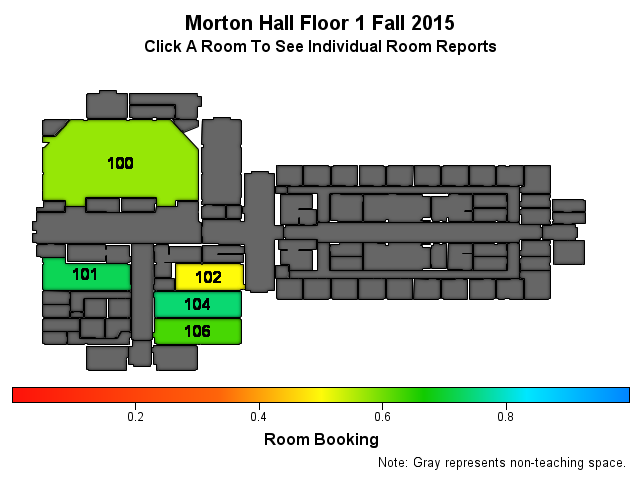 Morton Hall Floor 1 Fall 2015
Click A Room To See Individual Room Reports
100
101
102
104
106
0.2 0.4 0.6 0.8
Room Booking
Note: Gray represents non-teaching space.